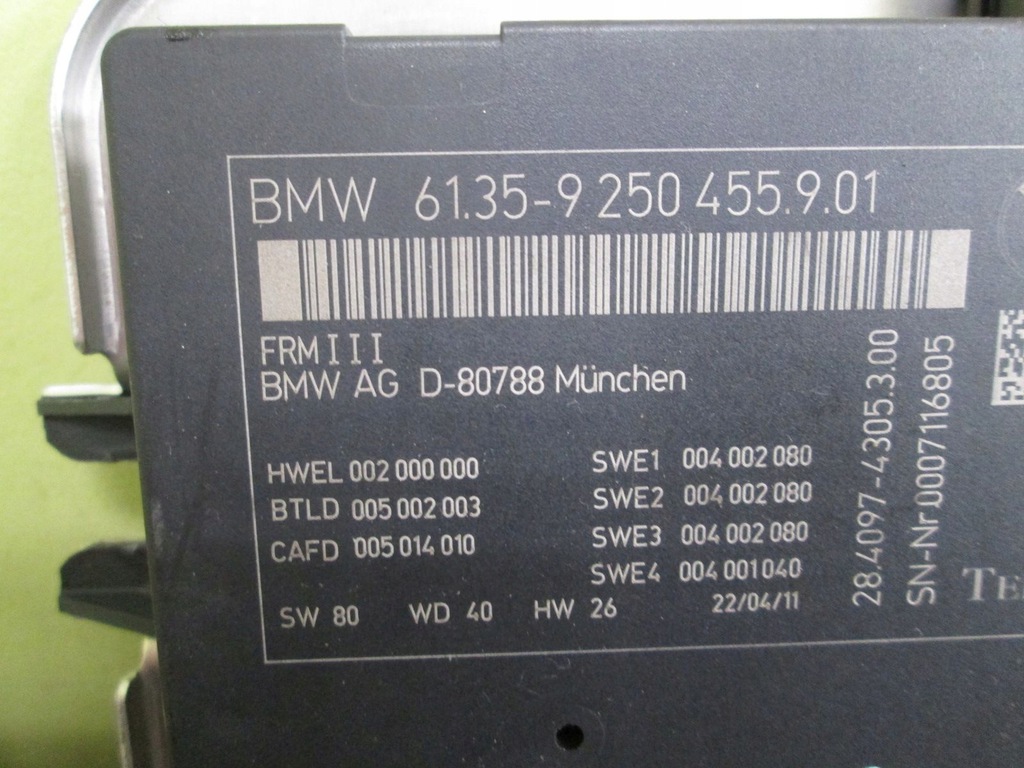 BMW 61.35-9 250 455.9.01
FRM III
BMW AG D-80788 München
HWEL 002 000 000
BTLD 005 002 003
CAFD 005 014 010
SWE1 004 002 080
SWE2 004 002 080
SWE3 004 002 080
SWE4 004 001 040
SW 80 WD 40 HW 26 22/04/11
28.4097-4305.3.00
SN-Nr.0007116805